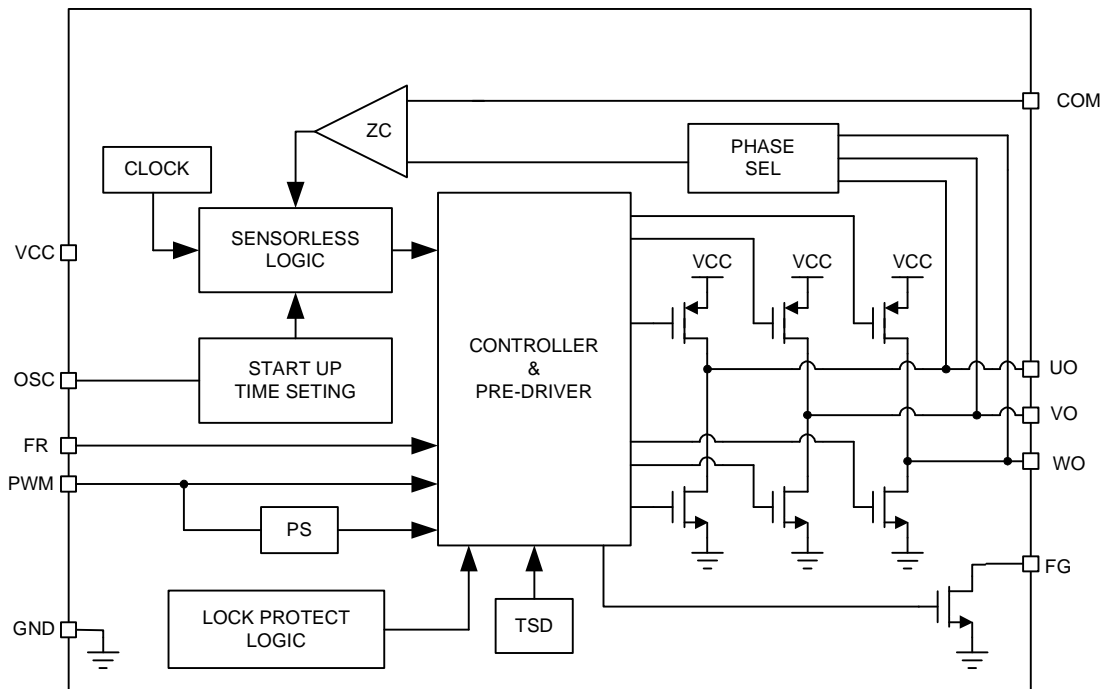 COM
ZC
PHASE
SEL
CLOCK
VCC
SENSORLESS
LOGIC
VCC
VCC
VCC
OSC
START UP
TIME SETING
CONTROLLER
&
PRE-DRIVER
UO
VO
FR
WO
PWM
PS
FG
GND
LOCK PROTECT
LOGIC
TSD